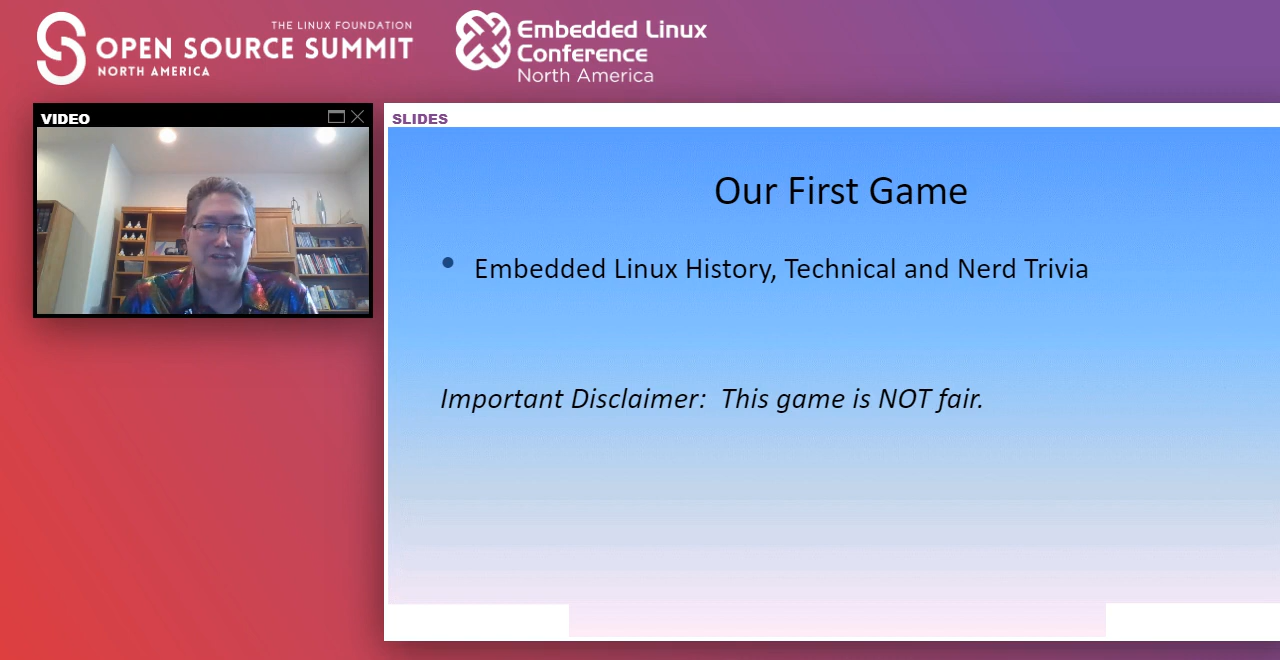 THE LINUX FOUNDATION
OPEN SOURCE SUMMIT
NORTH AMERICA
Embedded Linux
Conference
North America
VIDEO
SLIDES
Our First Game
• Embedded Linux History, Technical and Nerd Trivia
Important Disclaimer:  This game is NOT fair.